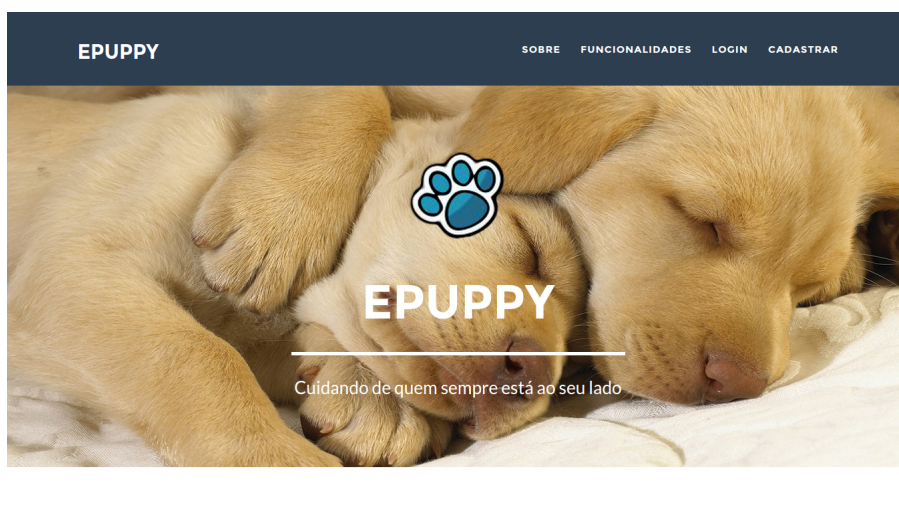 EPUPPY
SOBRE FUNCIONALIDADES LOGIN CADASTRAR
EPUPPY
Cuidando de quem sempre está ao seu lado